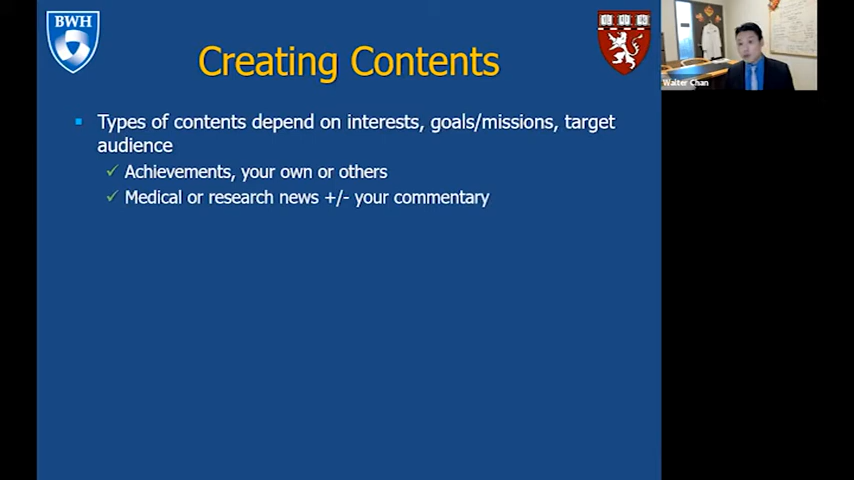 BWH
Creating Contents
Types of contents depend on interests, goals/missions, target
audience
Achievements, your own or others
Medical or research news +/- your commentary
Walter Chan